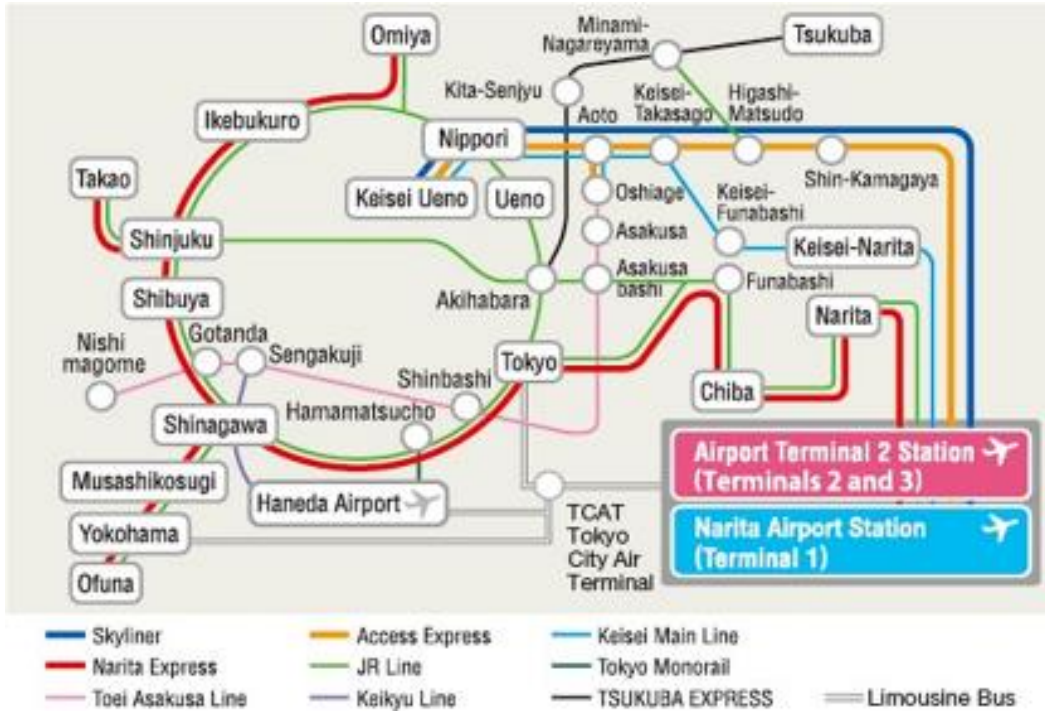 Omiya
Minami-
Nagareyama
Tsukuba
Kita-Senjyu
Keisei-
Takasago
Higashi-
Matsudo
Ikebukuro
Aoto
Nippori
Takao
Keisei Ueno
Ueno
Oshiage
Shin-Kamagaya
Keisei-
Funabashi
Shinjuku
Asakusa
Keisei-Narita
Akihabara
Asakusa
bashi
Funabashi
Shibuya
Narita
Nishi
magome
Gotanda
Sengakuji
Tokyo
Shinbashi
Chiba
Hamamatsucho
Shinagawa
Airport Terminal 2 Station
(Terminals 2 and 3)
Musashikosugi
Haneda Airport
TCAT
Tokyo
City Air
Terminal
Narita Airport Station
(Terminal 1)
Yokohama
Ofuna
Skyliner
Access Express
Keisei Main Line
Narita Express
JR Line
Tokyo Monorail
Toei Asakusa Line
Keikyu Line
TSUKUBA EXPRESS
Limousine Bus